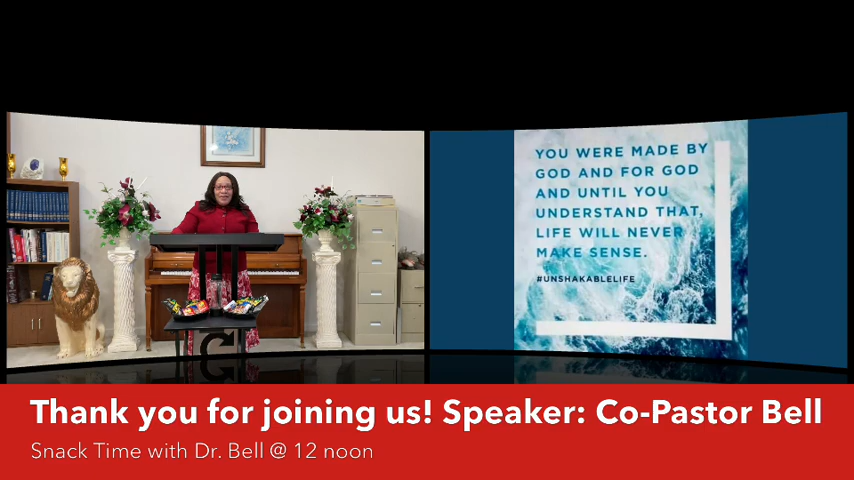 YOU WERE MADE BY
GOD AND FOR GOD
AND UNTIL YOU
UNDERSTAND THAT,
LIFE WILL NEVER
MAKE SENSE.
#UNSHAKABLELIFE
Thank you for joining us! Speaker: Co-Pastor Bell
Snack Time with Dr. Bell @ 12 noon